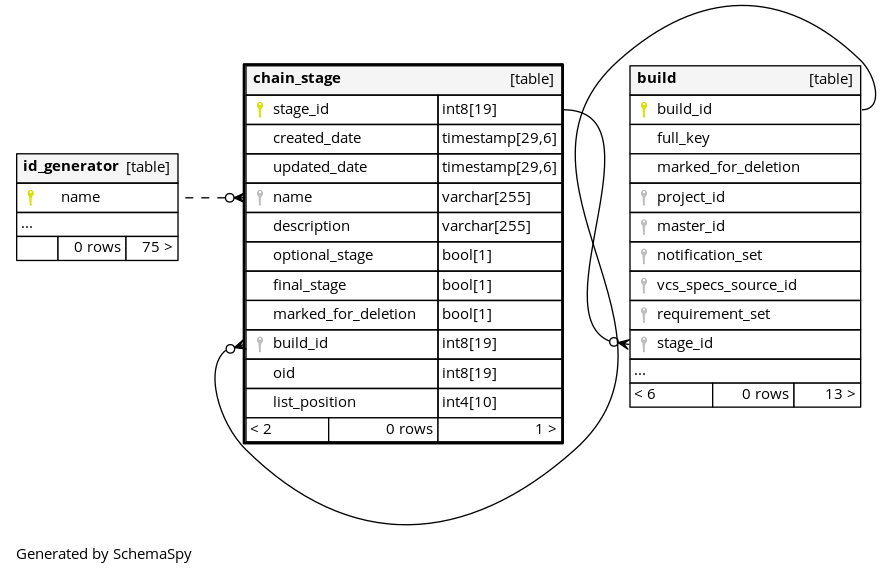 id_generator [table]
name
...
0 rows 75 >
chain_stage [table]
stage_id int8[19]
created_date timestamp[29,6]
updated_date timestamp[29,6]
name varchar[255]
description varchar[255]
optional_stage bool[1]
final_stage bool[1]
marked_for_deletion bool[1]
build_id int8[19]
oid int8[19]
list_position int4[10]
< 2 0 rows 1 >
build [table]
build_id
full_key
marked_for_deletion
project_id
master_id
notification_set
vcs_specs_source_id
requirement_set
stage_id
...
< 6 0 rows 13 >
Generated by SchemaSpy